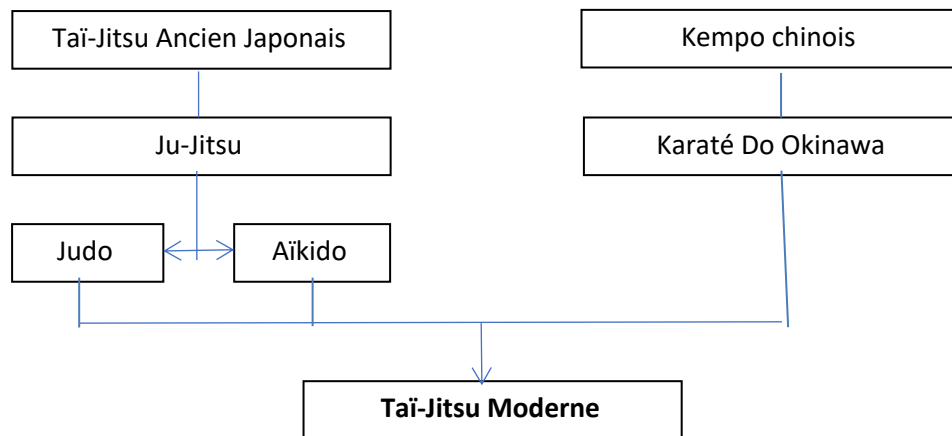 Taï-Jitsu Ancien Japonais
Kempo chinois
Ju-Jitsu
Karaté Do Okinawa
Judo
Aïkido
Taï-Jitsu Moderne